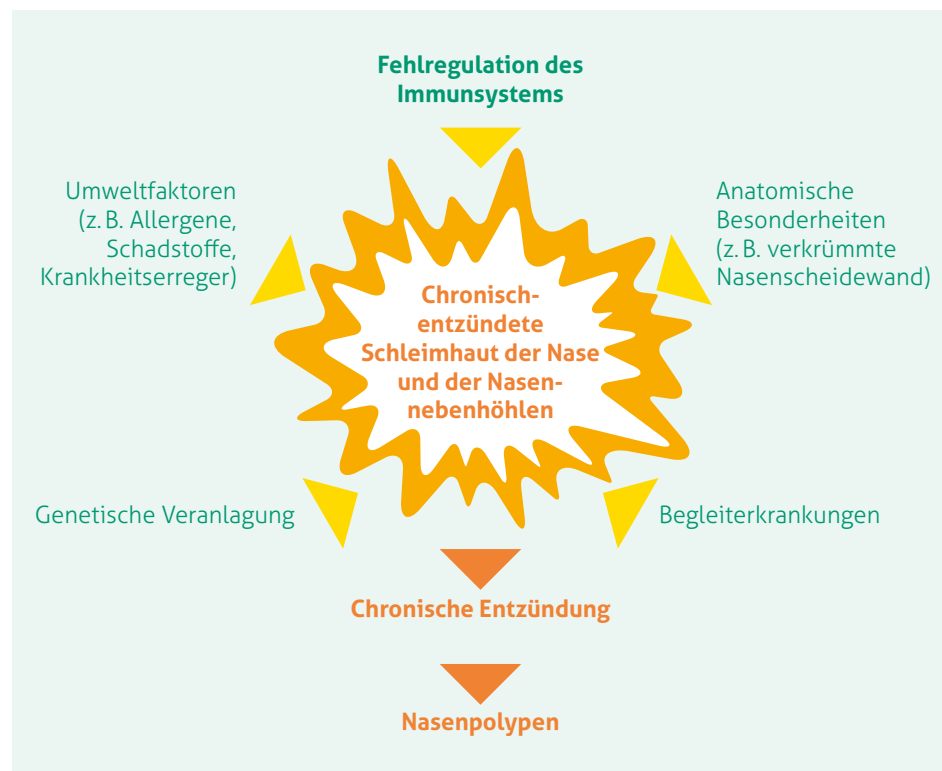 Fehlregulation des
Immunsystems
Umweltfaktoren
(z. B. Allergene,
Schadstoffe,
Krankheitserreger)
Anatomische
Besonderheiten
(z. B. verkrümmte
Nasenscheidewand)
Chronisch-
entzündete
Schleimhaut der Nase
und der Nasen-
nebenhöhlen
Genetische Veranlagung
Begleiterkrankungen
Chronische Entzündung
Nasenpolypen